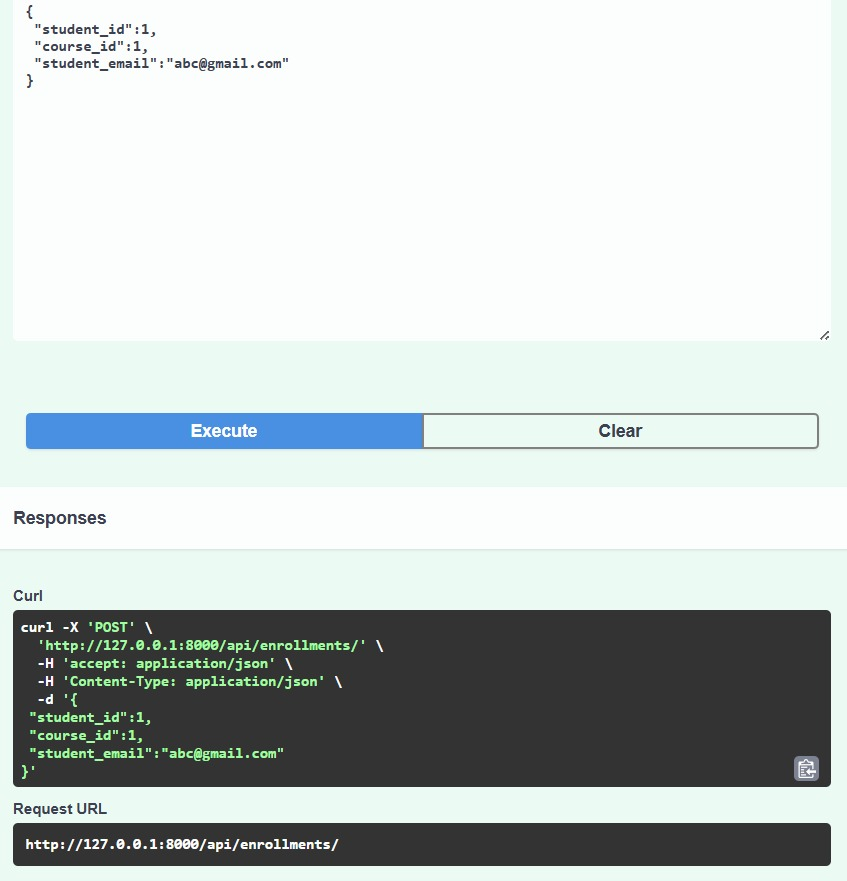 {
 "student_id":1,
 "course_id":1,
 "student_email":"abc@gmail.com"
}
Execute
Clear
Responses
Curl
curl -X 'POST' \
  'http://127.0.0.1:8000/api/enrollments/' \
  -H 'accept: application/json' \
  -H 'Content-Type: application/json' \
  -d '{
 "student_id":1,
 "course_id":1,
 "student_email":"abc@gmail.com"
}'
Request URL
http://127.0.0.1:8000/api/enrollments/